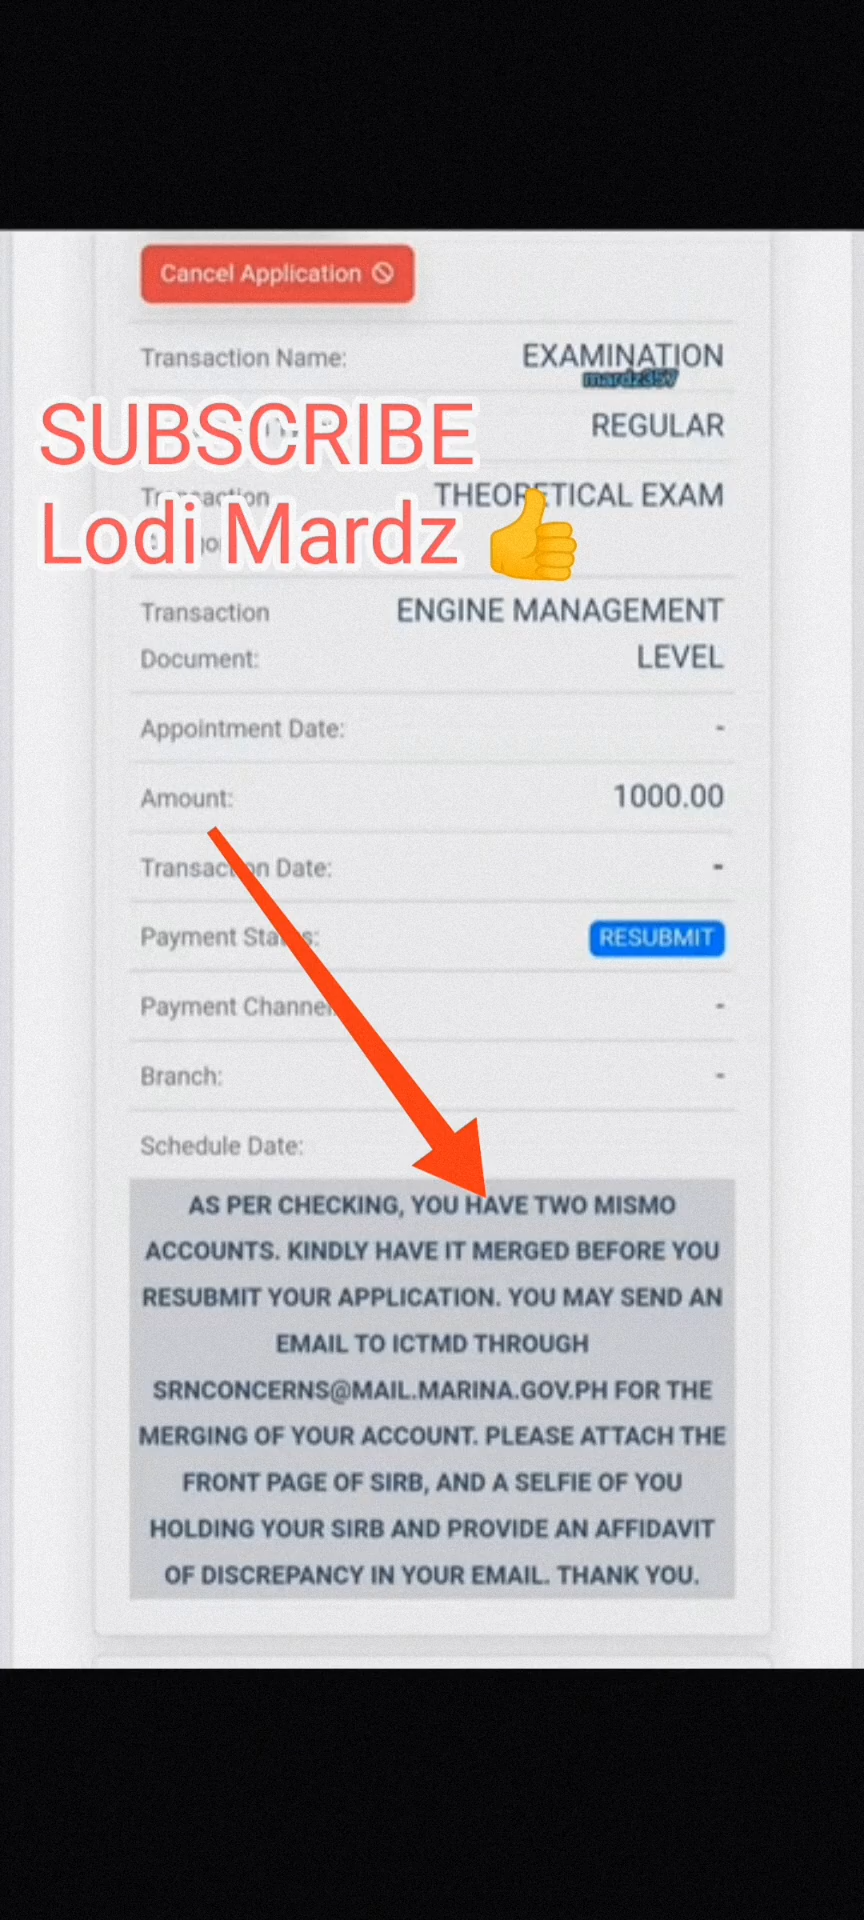 Cancel Application
Transaction Name: EXAMINATION
mardz357
SUBSCRIBE
REGULAR
Transaction THEORETICAL EXAM
Lodi Mardz 👍
Transaction ENGINE MANAGEMENT
Document: LEVEL
Appointment Date: -
Amount: 1000.00
Transaction Date: -
Payment Status: RESUBMIT
Payment Channel: -
Branch: -
Schedule Date:
AS PER CHECKING, YOU HAVE TWO MISMO
ACCOUNTS. KINDLY HAVE IT MERGED BEFORE YOU
RESUBMIT YOUR APPLICATION. YOU MAY SEND AN
EMAIL TO ICTMD THROUGH
SRNCONCERNS@MAIL.MARINA.GOV.PH FOR THE
MERGING OF YOUR ACCOUNT. PLEASE ATTACH THE
FRONT PAGE OF SIRB, AND A SELFIE OF YOU
HOLDING YOUR SIRB AND PROVIDE AN AFFIDAVIT
OF DISCREPANCY IN YOUR EMAIL. THANK YOU.